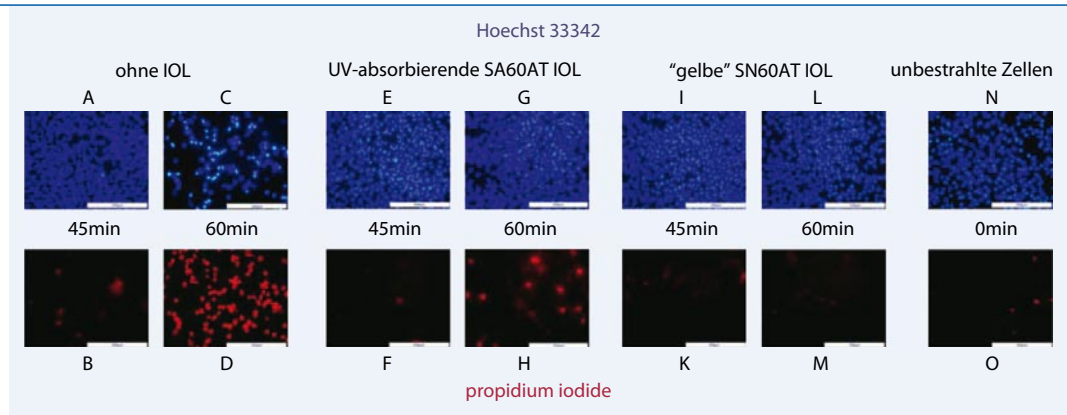 Hoechst 33342
ohne IOL UV-absorbierende SA60AT IOL “gelbe” SN60AT IOL unbestrahlte Zellen
A C E G I L N
45min 60min 45min 60min 45min 60min 0min
B D F H K M O
propidium iodide